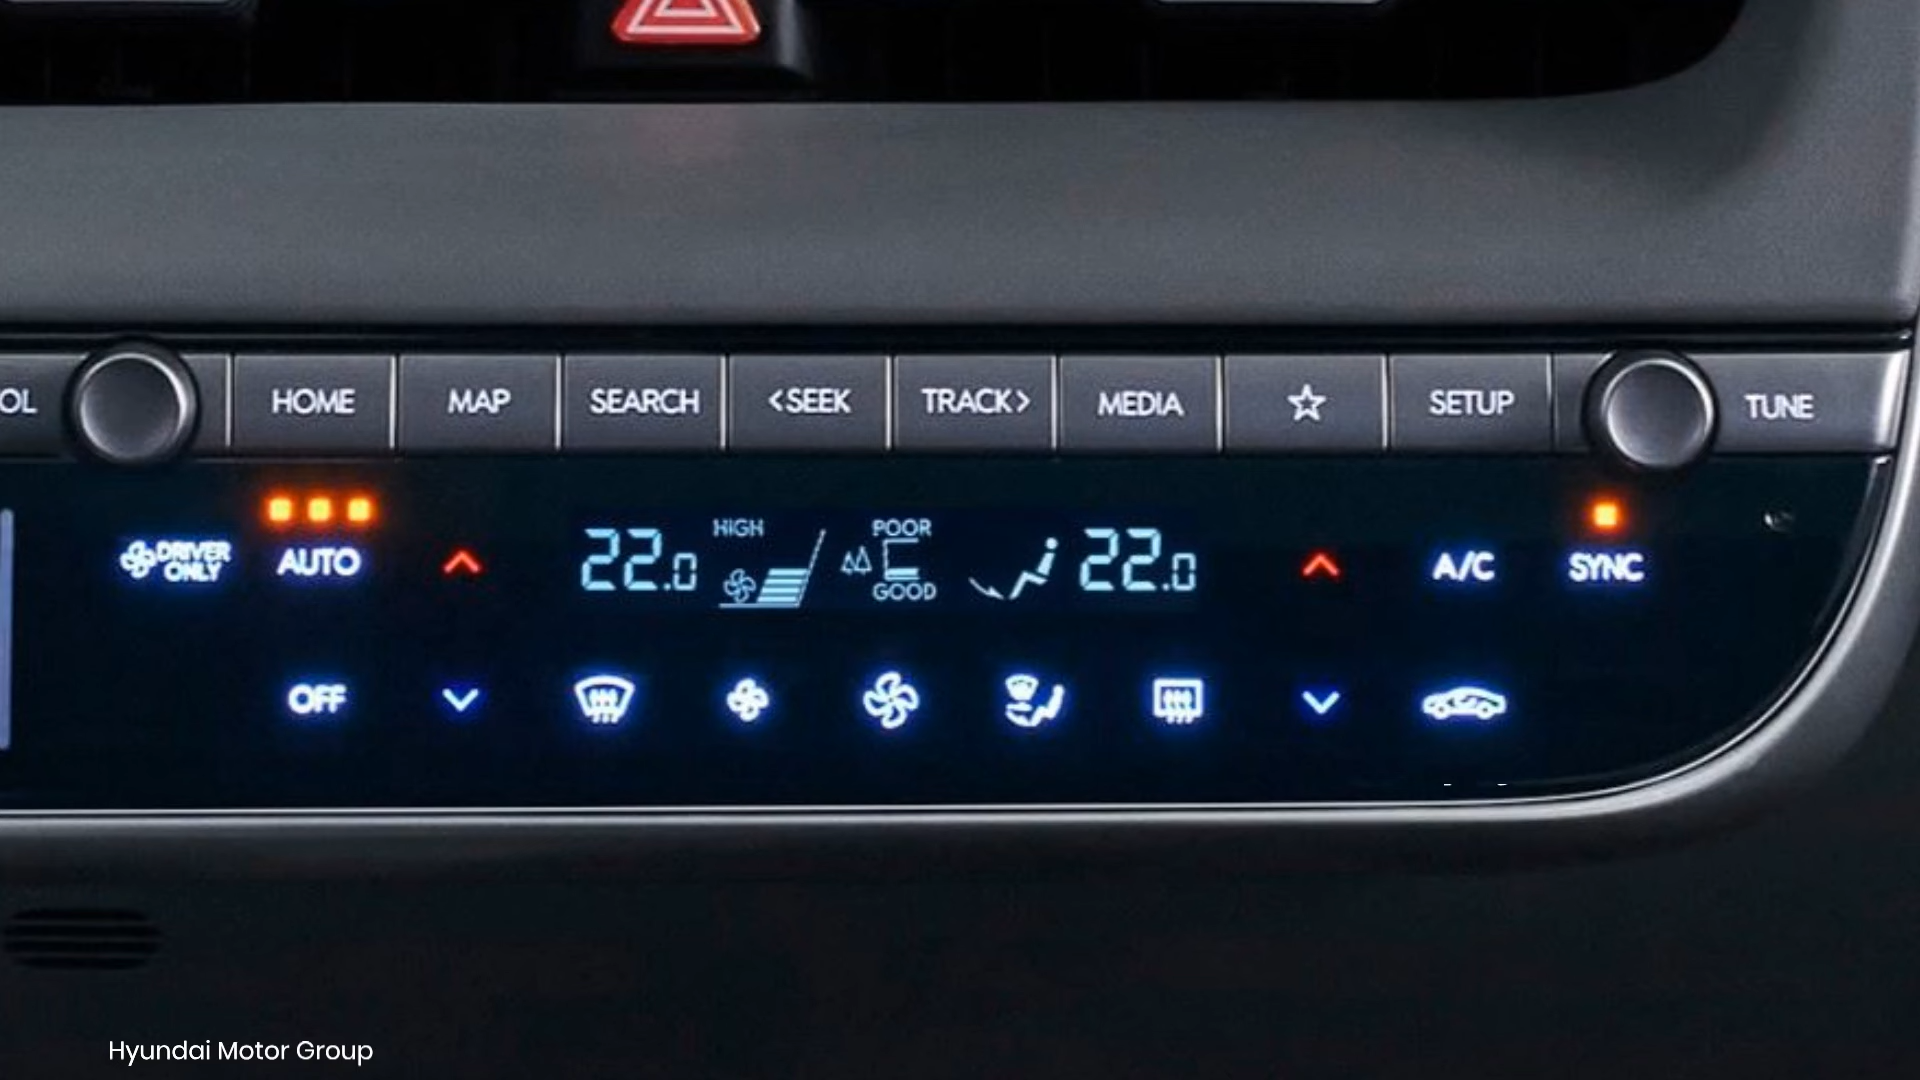 OL
HOME
MAP
SEARCH
<SEEK
TRACK>
MEDIA
☆
SETUP
TUNE
DRIVER
ONLY
AUTO
22.0
HIGH
POOR
GOOD
22.0
A/C
SYNC
OFF
Hyundai Motor Group